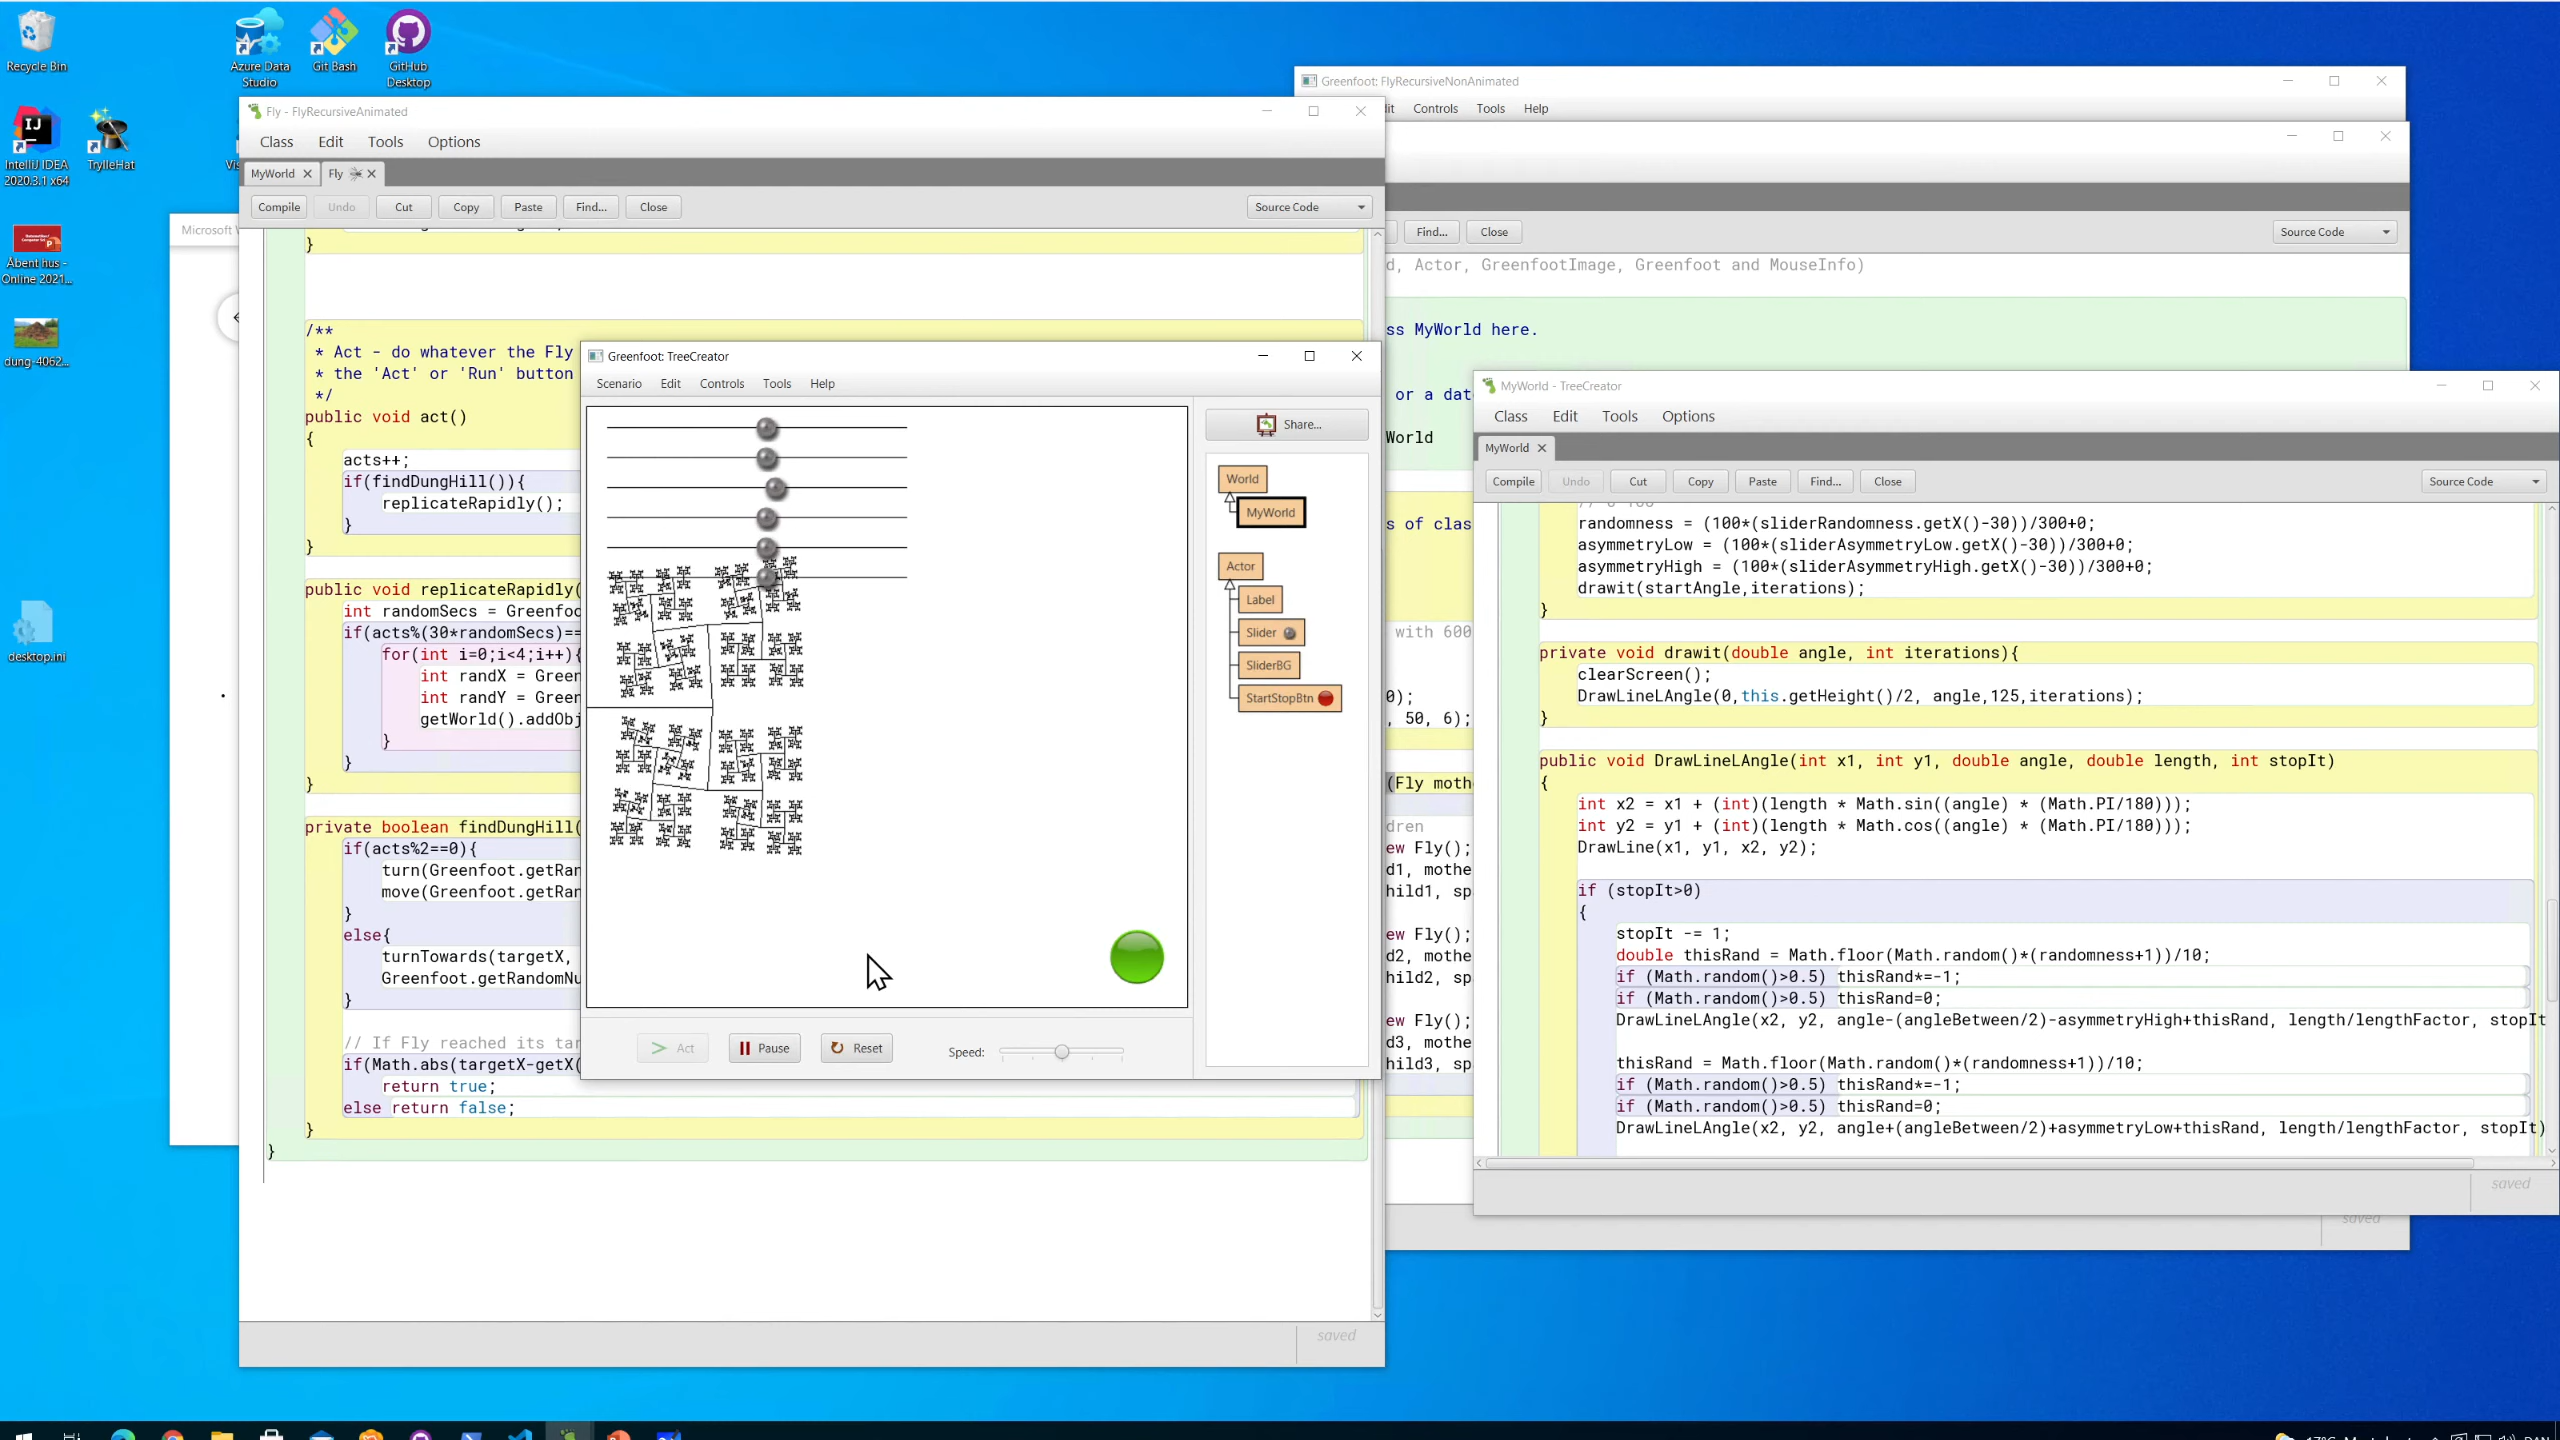 Recycle Bin
Azure Data
Studio
Git Bash
GitHub
Desktop
IntelliJ IDEA
2020.3.1 x64
TrylleHat
Åbent hus -
Online 2021...
dung-4062...
desktop.ini
Microsoft
Fly - FlyRecursiveAnimated
Class Edit Tools Options
MyWorld
Fly
Compile Undo Cut Copy Paste Find... Close
Source Code
}
/**
* Act - do whatever the Fly
* the 'Act' or 'Run' button
*/
public void act()
{
acts++;
if(findDungHill()){
replicateRapidly();
}
}
public void replicateRapidly(
int randomSecs = Greenfoo
if(acts%(30*randomSecs)==
for(int i=0;i<4;i++){
int randX = Green
int randY = Green
getWorld().addObj
}
}
}
private boolean findDungHill(
if(acts%2==0){
turn(Greenfoot.getRan
move(Greenfoot.getRan
}
else{
turnTowards(targetX,
Greenfoot.getRandomNu
}
// If Fly reached its tar
if(Math.abs(targetX-getX(
return true;
else return false;
}
}
saved
Greenfoot: TreeCreator
Scenario Edit Controls Tools Help
Share...
World
MyWorld
Actor
Label
Slider
SliderBG
StartStopBtn
Act
Pause
Reset
Speed:
Greenfoot: FlyRecursiveNonAnimated
it Controls Tools Help
Find... Close
Source Code
d, Actor, GreenfootImage, Greenfoot and MouseInfo)
ss MyWorld here.
or a dat
World
s of clas
with 600
0);
, 50, 6);
(Fly mothe
dren
ew Fly();
d1, mothe
hild1, sp
ew Fly();
d2, mothe
hild2, sp
ew Fly();
d3, mothe
hild3, sp
saved
MyWorld - TreeCreator
Class Edit Tools Options
MyWorld
Compile Undo Cut Copy Paste Find... Close
Source Code
randomness = (100*(sliderRandomness.getX()-30))/300+0;
asymmetryLow = (100*(sliderAsymmetryLow.getX()-30))/300+0;
asymmetryHigh = (100*(sliderAsymmetryHigh.getX()-30))/300+0;
drawit(startAngle,iterations);
}
private void drawit(double angle, int iterations){
clearScreen();
DrawLineLAngle(0,this.getHeight()/2, angle,125,iterations);
}
public void DrawLineLAngle(int x1, int y1, double angle, double length, int stopIt)
{
int x2 = x1 + (int)(length * Math.sin((angle) * (Math.PI/180)));
int y2 = y1 + (int)(length * Math.cos((angle) * (Math.PI/180)));
DrawLine(x1, y1, x2, y2);
if (stopIt>0)
{
stopIt -= 1;
double thisRand = Math.floor(Math.random()*(randomness+1))/10;
if (Math.random()>0.5) thisRand*=-1;
if (Math.random()>0.5) thisRand=0;
DrawLineLAngle(x2, y2, angle-(angleBetween/2)-asymmetryHigh+thisRand, length/lengthFactor, stopIt
thisRand = Math.floor(Math.random()*(randomness+1))/10;
if (Math.random()>0.5) thisRand*=-1;
if (Math.random()>0.5) thisRand=0;
DrawLineLAngle(x2, y2, angle+(angleBetween/2)+asymmetryLow+thisRand, length/lengthFactor, stopIt)
saved